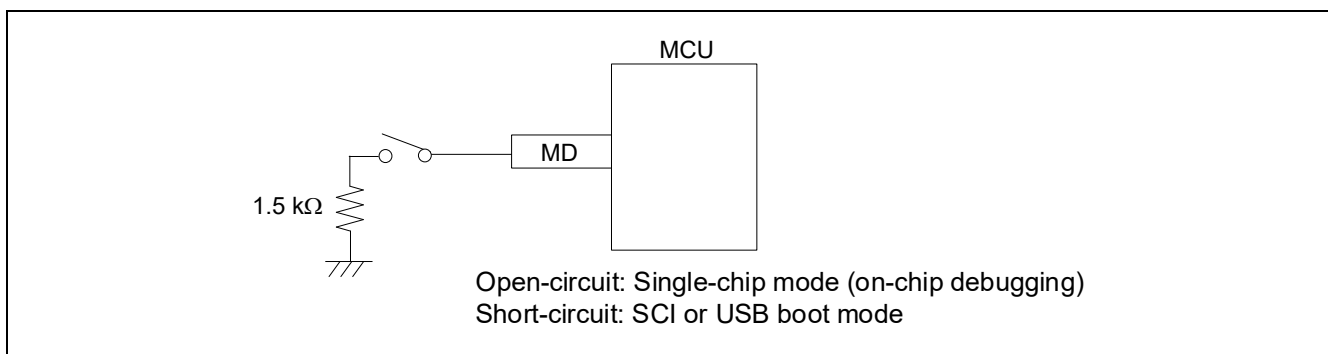 MCU
MD
1.5 kΩ
Open-circuit: Single-chip mode (on-chip debugging)
Short-circuit: SCI or USB boot mode